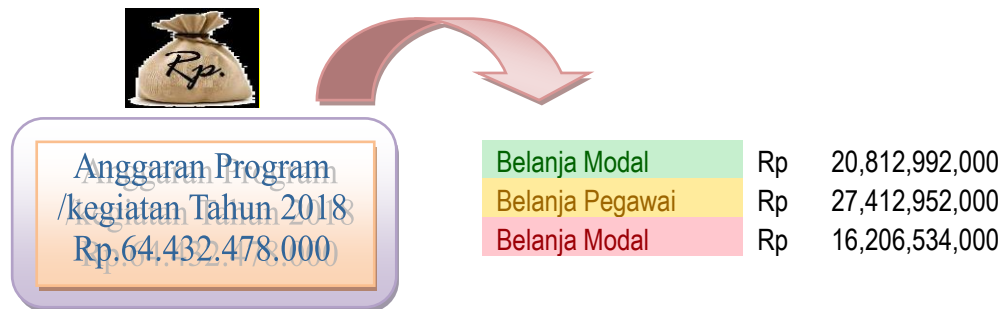 Rp.
Anggaran Program
/kegiatan Tahun 2018
Rp.64.432.478.000
Belanja Modal Rp 20,812,992,000
Belanja Pegawai Rp 27,412,952,000
Belanja Modal Rp 16,206,534,000